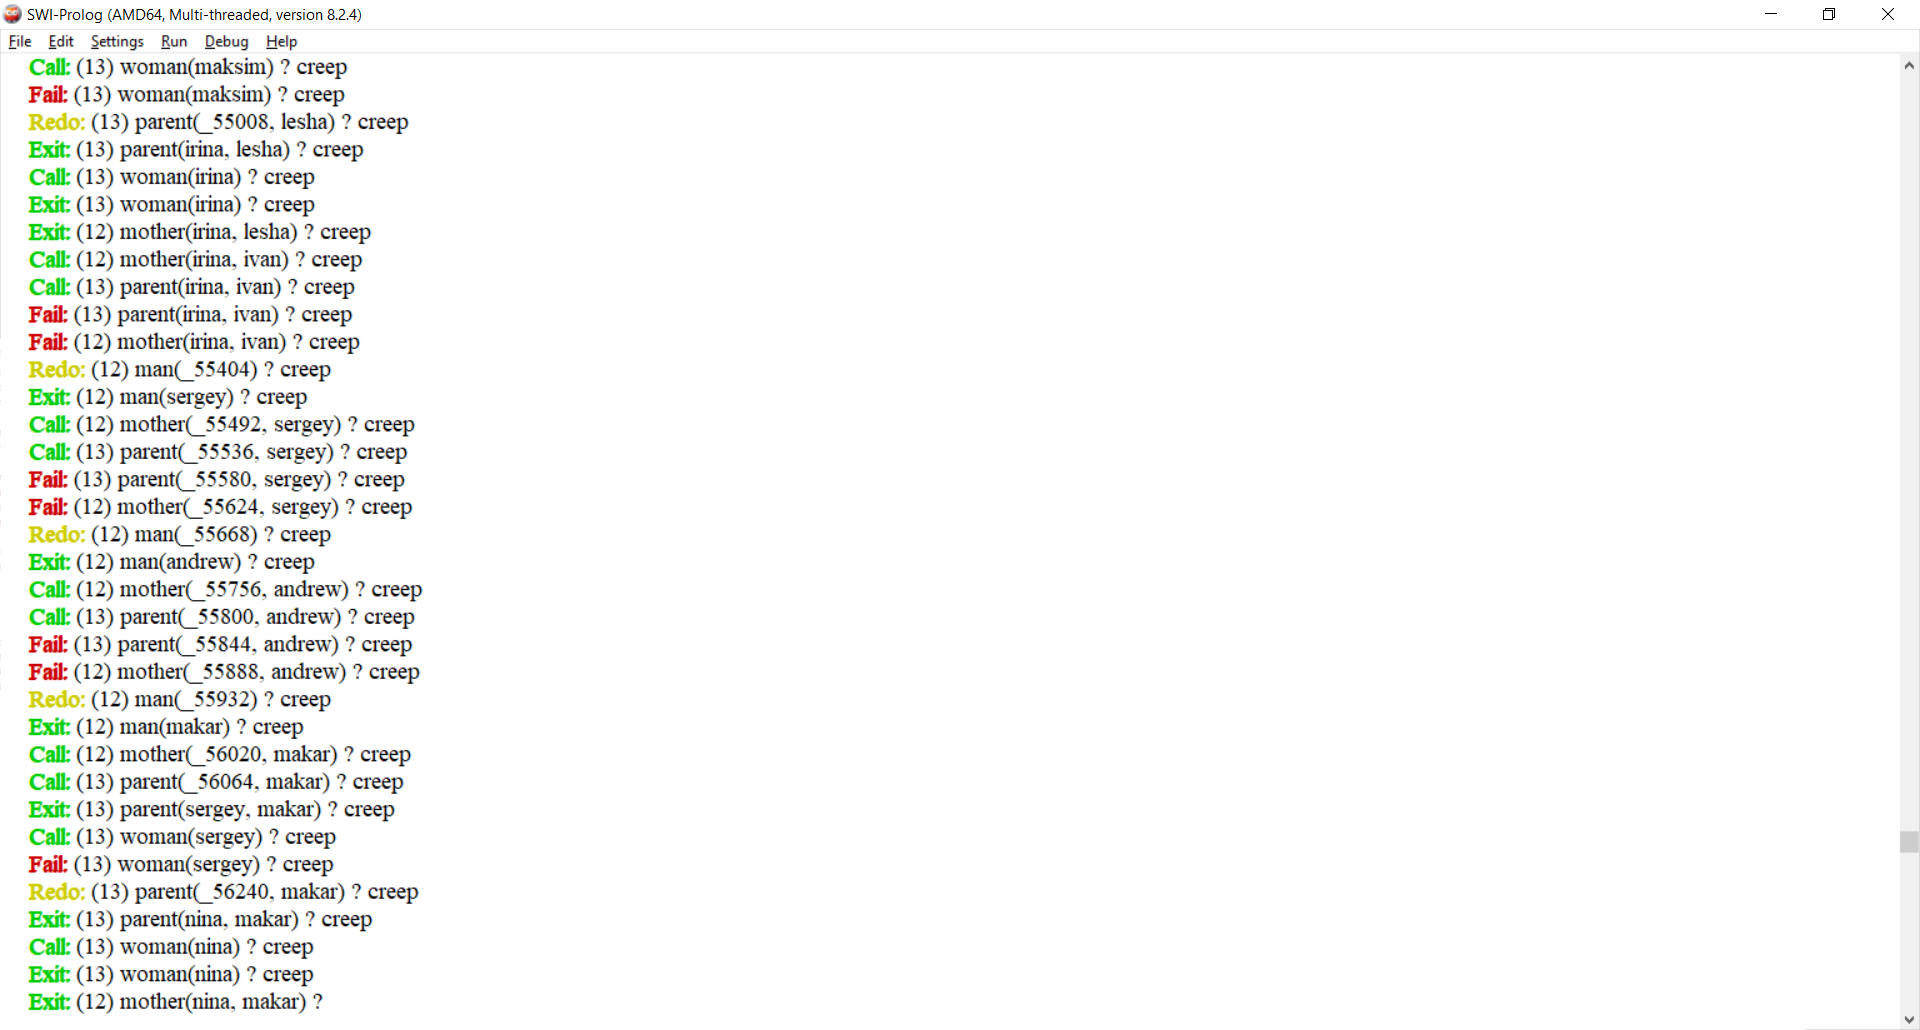 SWI-Prolog (AMD64, Multi-threaded, version 8.2.4)
File Edit Settings Run Debug Help
Call: (13) woman(maksim) ? creep
Fail: (13) woman(maksim) ? creep
Redo: (13) parent(_55008, lesha) ? creep
Exit: (13) parent(irina, lesha) ? creep
Call: (13) woman(irina) ? creep
Exit: (13) woman(irina) ? creep
Exit: (12) mother(irina, lesha) ? creep
Call: (12) mother(irina, ivan) ? creep
Call: (13) parent(irina, ivan) ? creep
Fail: (13) parent(irina, ivan) ? creep
Fail: (12) mother(irina, ivan) ? creep
Redo: (12) man(_55404) ? creep
Exit: (12) man(sergey) ? creep
Call: (12) mother(_55492, sergey) ? creep
Call: (13) parent(_55536, sergey) ? creep
Fail: (13) parent(_55580, sergey) ? creep
Fail: (12) mother(_55624, sergey) ? creep
Redo: (12) man(_55668) ? creep
Exit: (12) man(andrew) ? creep
Call: (12) mother(_55756, andrew) ? creep
Call: (13) parent(_55800, andrew) ? creep
Fail: (13) parent(_55844, andrew) ? creep
Fail: (12) mother(_55888, andrew) ? creep
Redo: (12) man(_55932) ? creep
Exit: (12) man(makar) ? creep
Call: (12) mother(_56020, makar) ? creep
Call: (13) parent(_56064, makar) ? creep
Exit: (13) parent(sergey, makar) ? creep
Call: (13) woman(sergey) ? creep
Fail: (13) woman(sergey) ? creep
Redo: (13) parent(_56240, makar) ? creep
Exit: (13) parent(nina, makar) ? creep
Call: (13) woman(nina) ? creep
Exit: (13) woman(nina) ? creep
Exit: (12) mother(nina, makar) ?